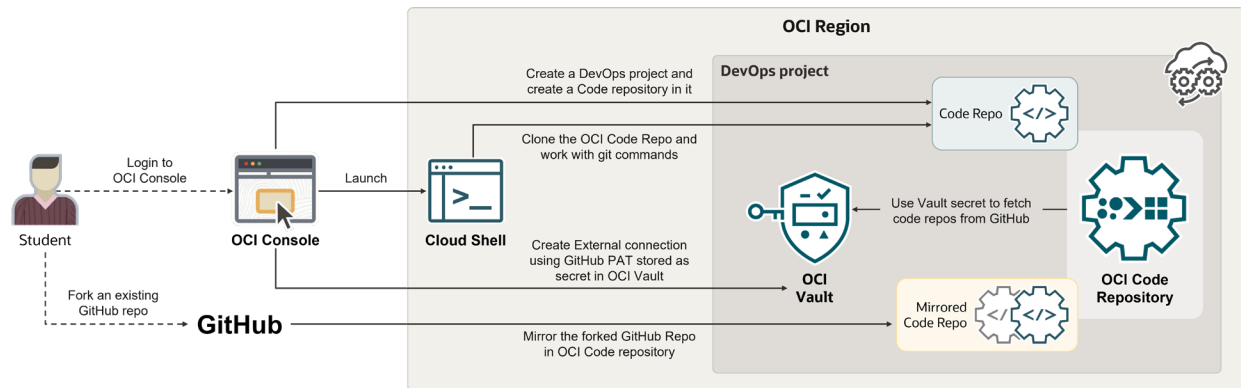 OCI Region
DevOps project
Create a DevOps project and
create a Code repository in it
Code Repo
</>
Clone the OCI Code Repo and
work with git commands
Login to
OCI Console
Launch
>_
Student
OCI Console
Cloud Shell
Use Vault secret to fetch
code repos from GitHub
Create External connection
using GitHub PAT stored as
secret in OCI Vault
OCI
Vault
OCI Code
Repository
Fork an existing
GitHub repo
GitHub
Mirrored
Code Repo
</>
</>
Mirror the forked GitHub Repo
in OCI Code repository